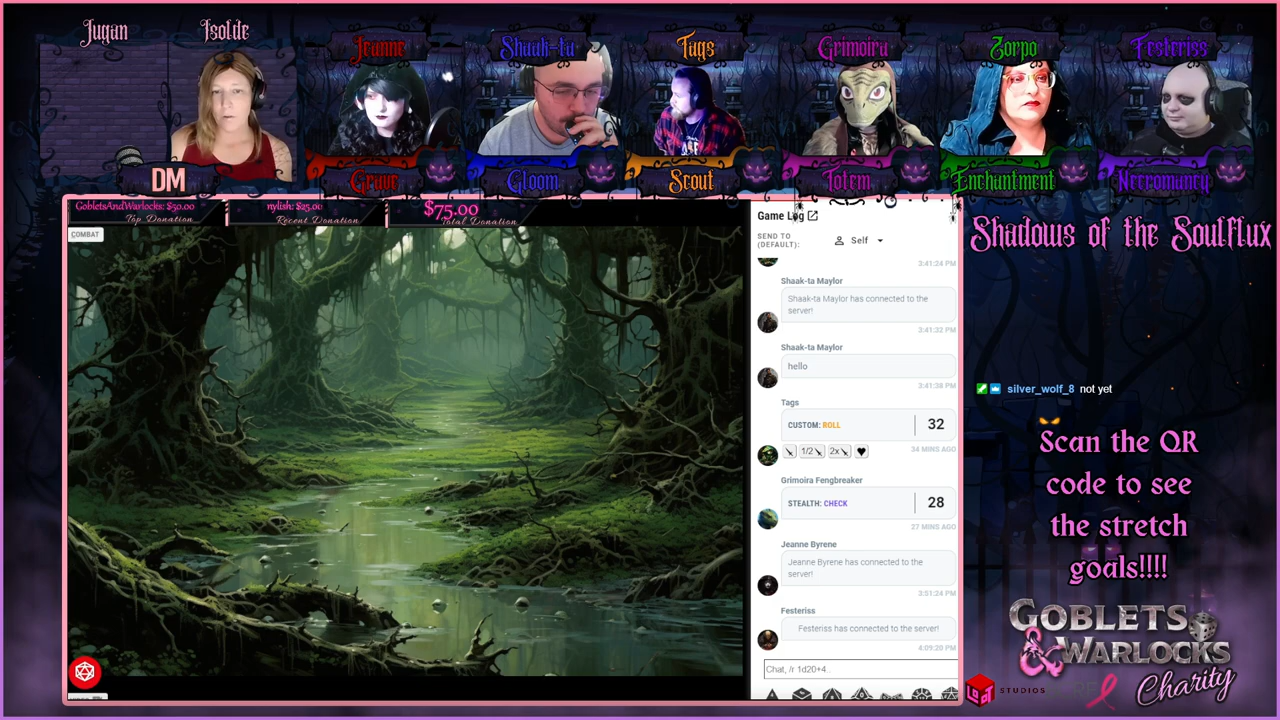 Jugan
Isolde
Jeanne
Shaak-ta
Tags
Grimoira
Zorpo
Festeriss
DM
Grave
Gloom
Scout
Totem
Enchantment
Necromancy
GobletsAndWarlocks: $50.00
Top Donation
nylish: $25.00
Recent Donation
$75.00
Total Donation
COMBAT
Game Log
SEND TO
(DEFAULT):
Self
3:41:24 PM
Shaak-ta Maylor
Shaak-ta Maylor has connected to the
server!
3:41:32 PM
Shaak-ta Maylor
hello
3:41:38 PM
Tags
CUSTOM: ROLL
32
1/2
2x
34 MINS AGO
Grimoira Fengbreaker
STEALTH: CHECK
28
27 MINS AGO
Jeanne Byrene
Jeanne Byrene has connected to the
server!
3:51:24 PM
Festeriss
Festeriss has connected to the server!
4:09:20 PM
Chat, /r 1d20+4...
Shadows of the Soulflux
silver_wolf_8 not yet
Scan the QR
code to see
the stretch
goals!!!!
GOBLETS
& WARLOCKS
Charity
STUDIOS